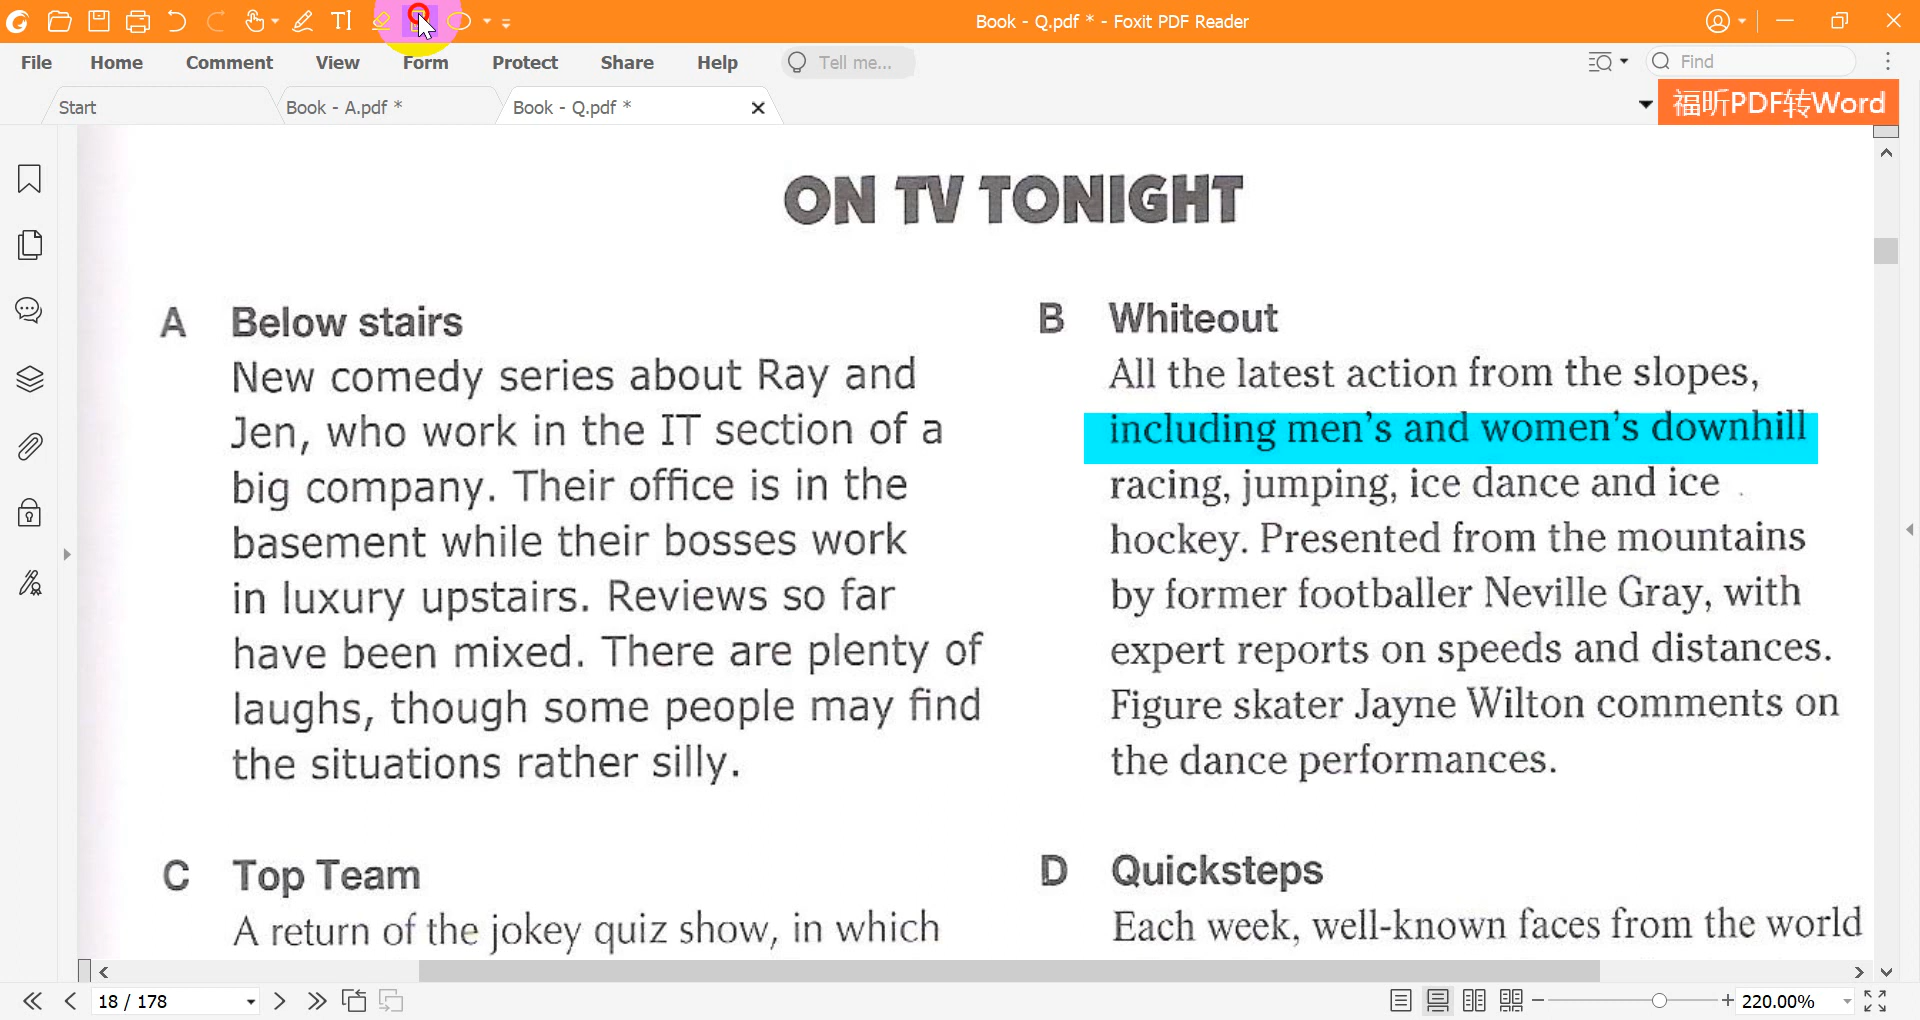 TI
Book - Q.pdf * - Foxit PDF Reader
File Home Comment View Form Protect Share Help Tell me... Find
Start Book - A.pdf * Book - Q.pdf * 福昕PDF转Word
ON TV TONIGHT
A Below stairs
New comedy series about Ray and
Jen, who work in the IT section of a
big company. Their office is in the
basement while their bosses work
in luxury upstairs. Reviews so far
have been mixed. There are plenty of
laughs, though some people may find
the situations rather silly.
B Whiteout
All the latest action from the slopes,
including men's and women's downhill
racing, jumping, ice dance and ice
hockey. Presented from the mountains
by former footballer Neville Gray, with
expert reports on speeds and distances.
Figure skater Jayne Wilton comments on
the dance performances.
C Top Team
A return of the jokey quiz show, in which
D Quicksteps
Each week, well-known faces from the world
18 / 178 220.00%